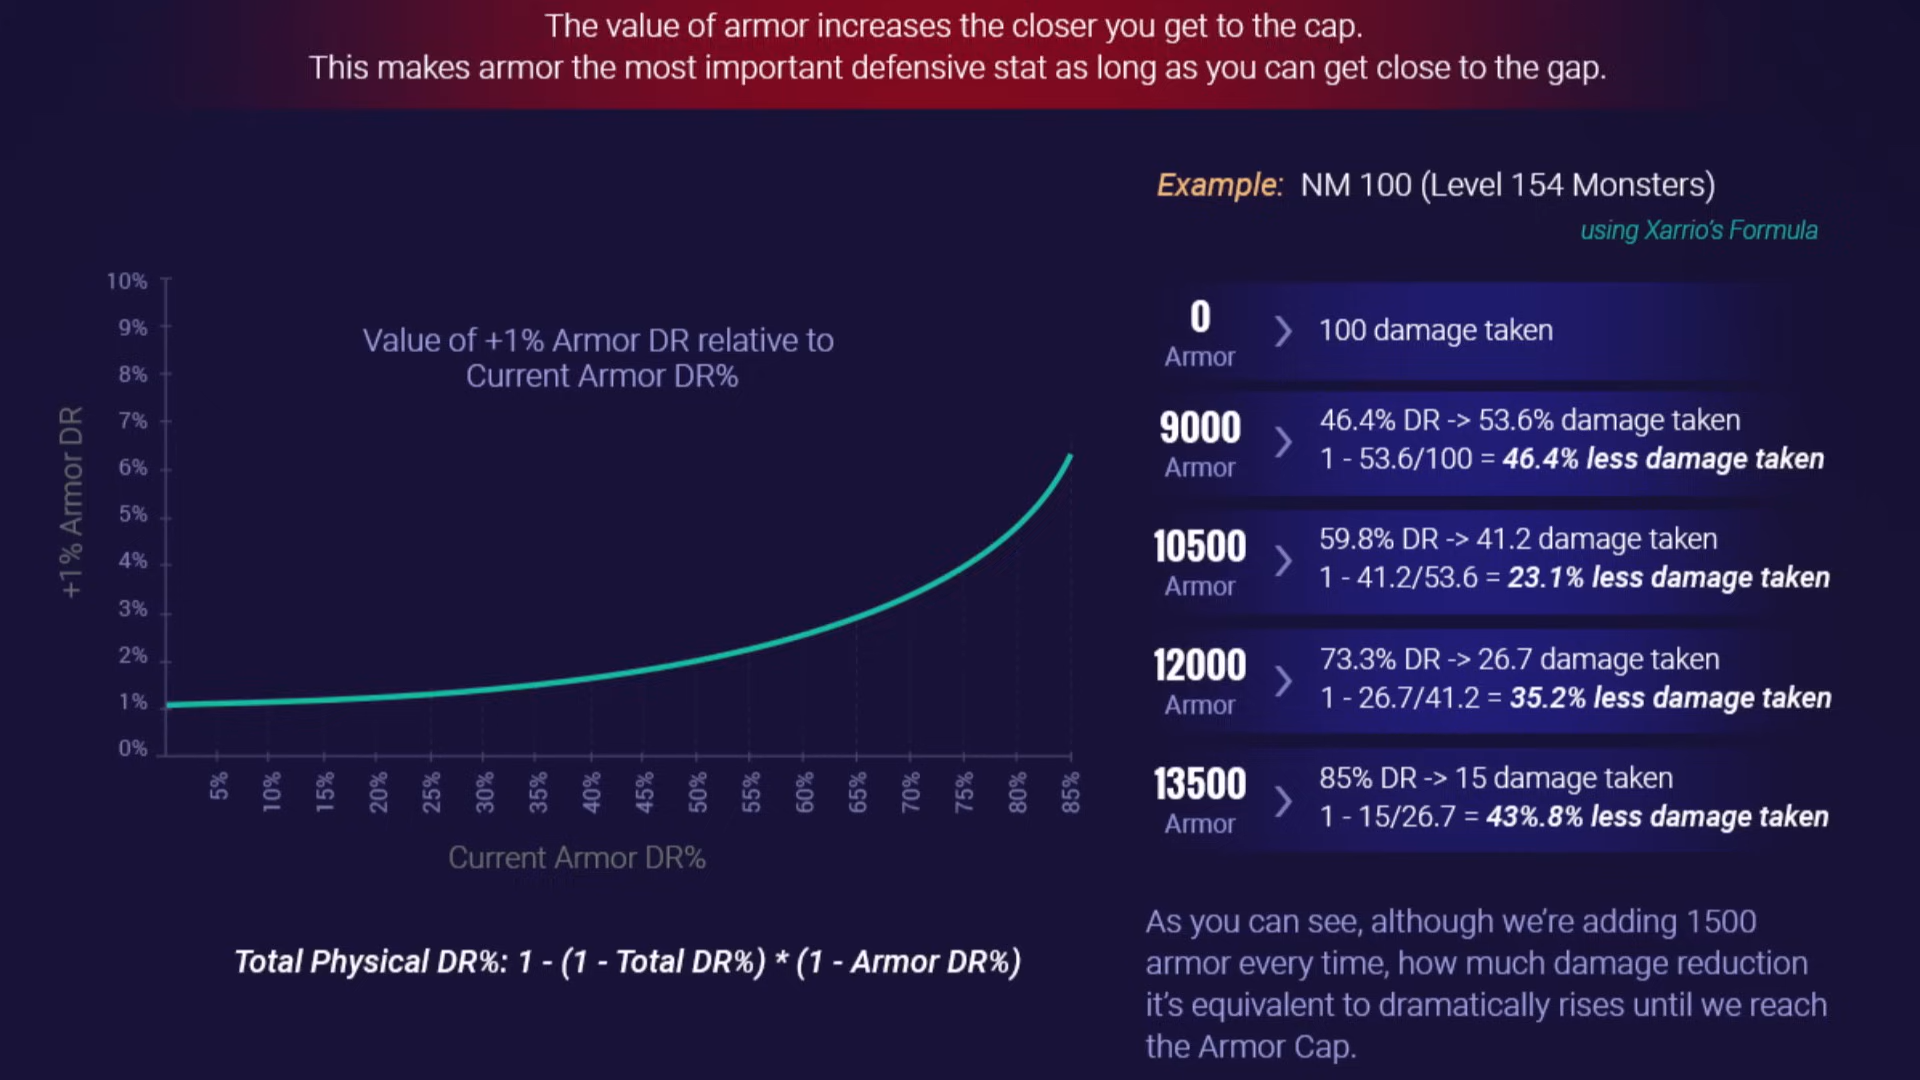 The value of armor increases the closer you get to the cap.
This makes armor the most important defensive stat as long as you can get close to the gap.
Example: NM 100 (Level 154 Monsters)
using Xarrio's Formula
Value of +1% Armor DR relative to
Current Armor DR%
+1% Armor DR
10%
9%
8%
7%
6%
5%
4%
3%
2%
1%
0%
5%
10%
15%
20%
25%
30%
35%
40%
45%
50%
55%
60%
65%
70%
75%
80%
85%
Current Armor DR%
Total Physical DR%: 1 - (1 - Total DR%) * (1 - Armor DR%)
0
Armor
100 damage taken
9000
Armor
46.4% DR -> 53.6% damage taken
1 - 53.6/100 = 46.4% less damage taken
10500
Armor
59.8% DR -> 41.2 damage taken
1 - 41.2/53.6 = 23.1% less damage taken
12000
Armor
73.3% DR -> 26.7 damage taken
1 - 26.7/41.2 = 35.2% less damage taken
13500
Armor
85% DR -> 15 damage taken
1 - 15/26.7 = 43%.8% less damage taken
As you can see, although we're adding 1500
armor every time, how much damage reduction
it's equivalent to dramatically rises until we reach
the Armor Cap.